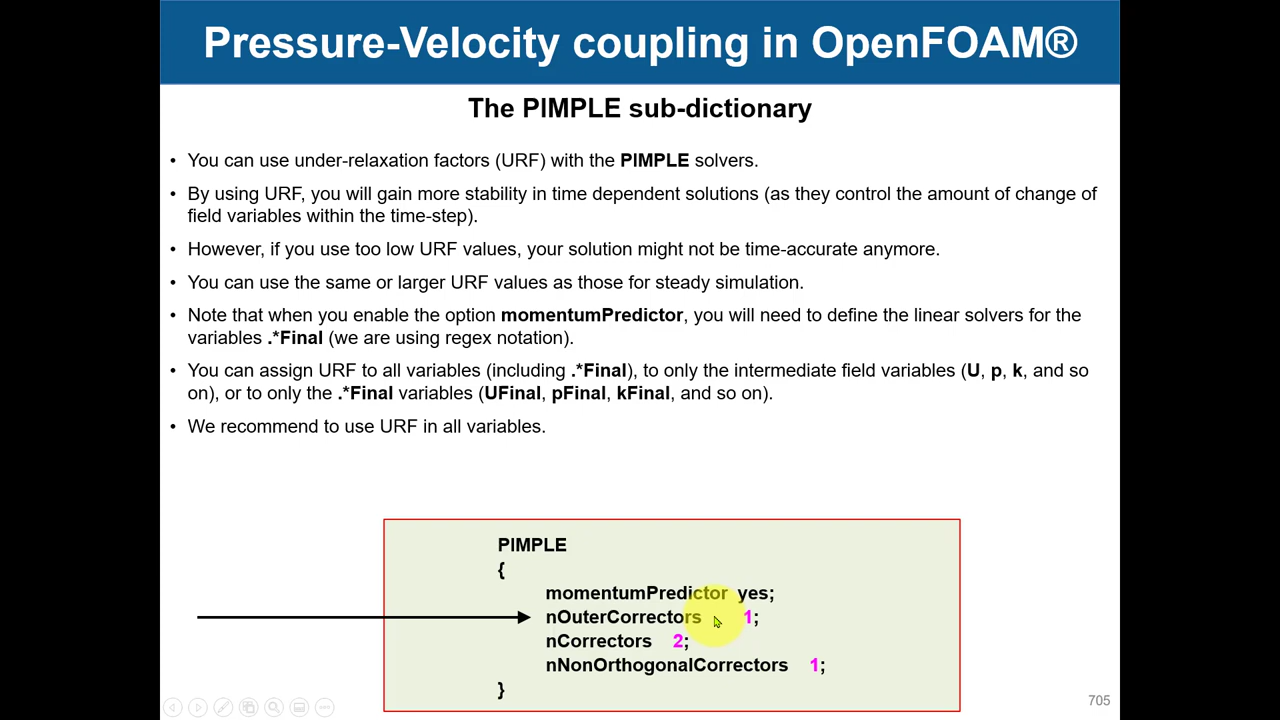 Pressure-Velocity coupling in OpenFOAM®
The PIMPLE sub-dictionary
• You can use under-relaxation factors (URF) with the PIMPLE solvers.
• By using URF, you will gain more stability in time dependent solutions (as they control the amount of change of
field variables within the time-step).
• However, if you use too low URF values, your solution might not be time-accurate anymore.
• You can use the same or larger URF values as those for steady simulation.
• Note that when you enable the option momentumPredictor, you will need to define the linear solvers for the
variables .*Final (we are using regex notation).
• You can assign URF to all variables (including .*Final), to only the intermediate field variables (U, p, k, and so
on), or to only the .*Final variables (UFinal, pFinal, kFinal, and so on).
• We recommend to use URF in all variables.
PIMPLE
{
momentumPredictor yes;
nOuterCorrectors 1;
nCorrectors 2;
nNonOrthogonalCorrectors 1;
}
705